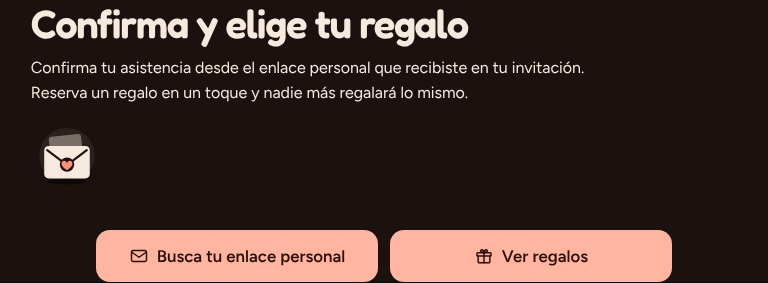 Confirma y elige tu regalo
Confirma tu asistencia desde el enlace personal que recibiste en tu invitación.
Reserva un regalo en un toque y nadie más regalará lo mismo.
Busca tu enlace personal
Ver regalos